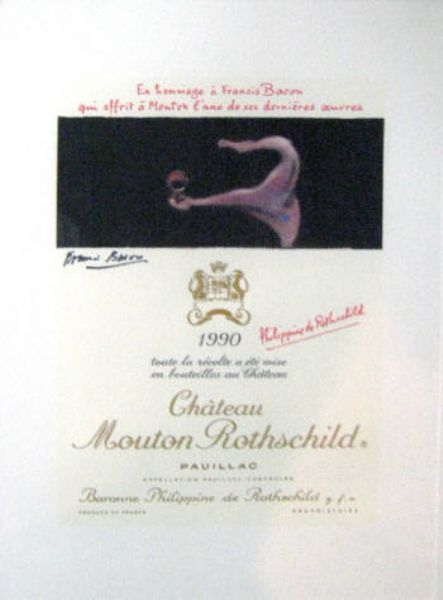 En hommage à Francis Bacon
qui offrit à Mouton l'une de ses dernières œuvres
Francis Bacon
1990
Philippine de Rothschild
toute la récolte a été mise
en bouteilles au Château
Château
Mouton Rothschild®
PAUILLAC
APPELLATION PAUILLAC CONTROLEE
Baronne Philippine de Rothschild g.f.a.
PRODUCE OF FRANCE PROPRIETAIRE